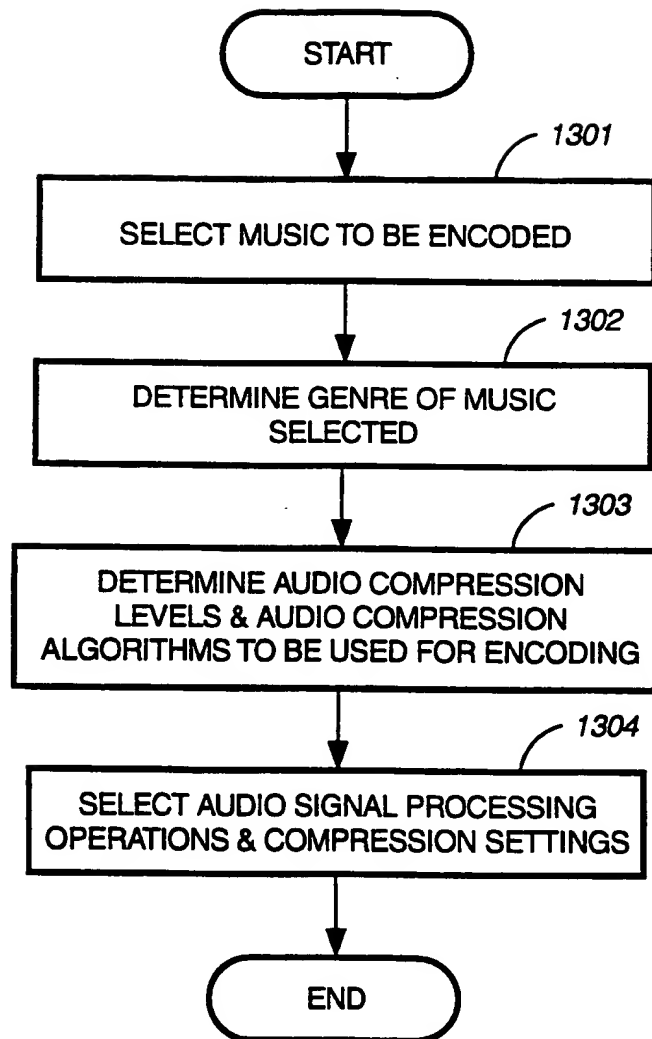 START
1301
SELECT MUSIC TO BE ENCODED
1302
DETERMINE GENRE OF MUSIC
SELECTED
1303
DETERMINE AUDIO COMPRESSION
LEVELS & AUDIO COMPRESSION
ALGORITHMS TO BE USED FOR ENCODING
1304
SELECT AUDIO SIGNAL PROCESSING
OPERATIONS & COMPRESSION SETTINGS
END